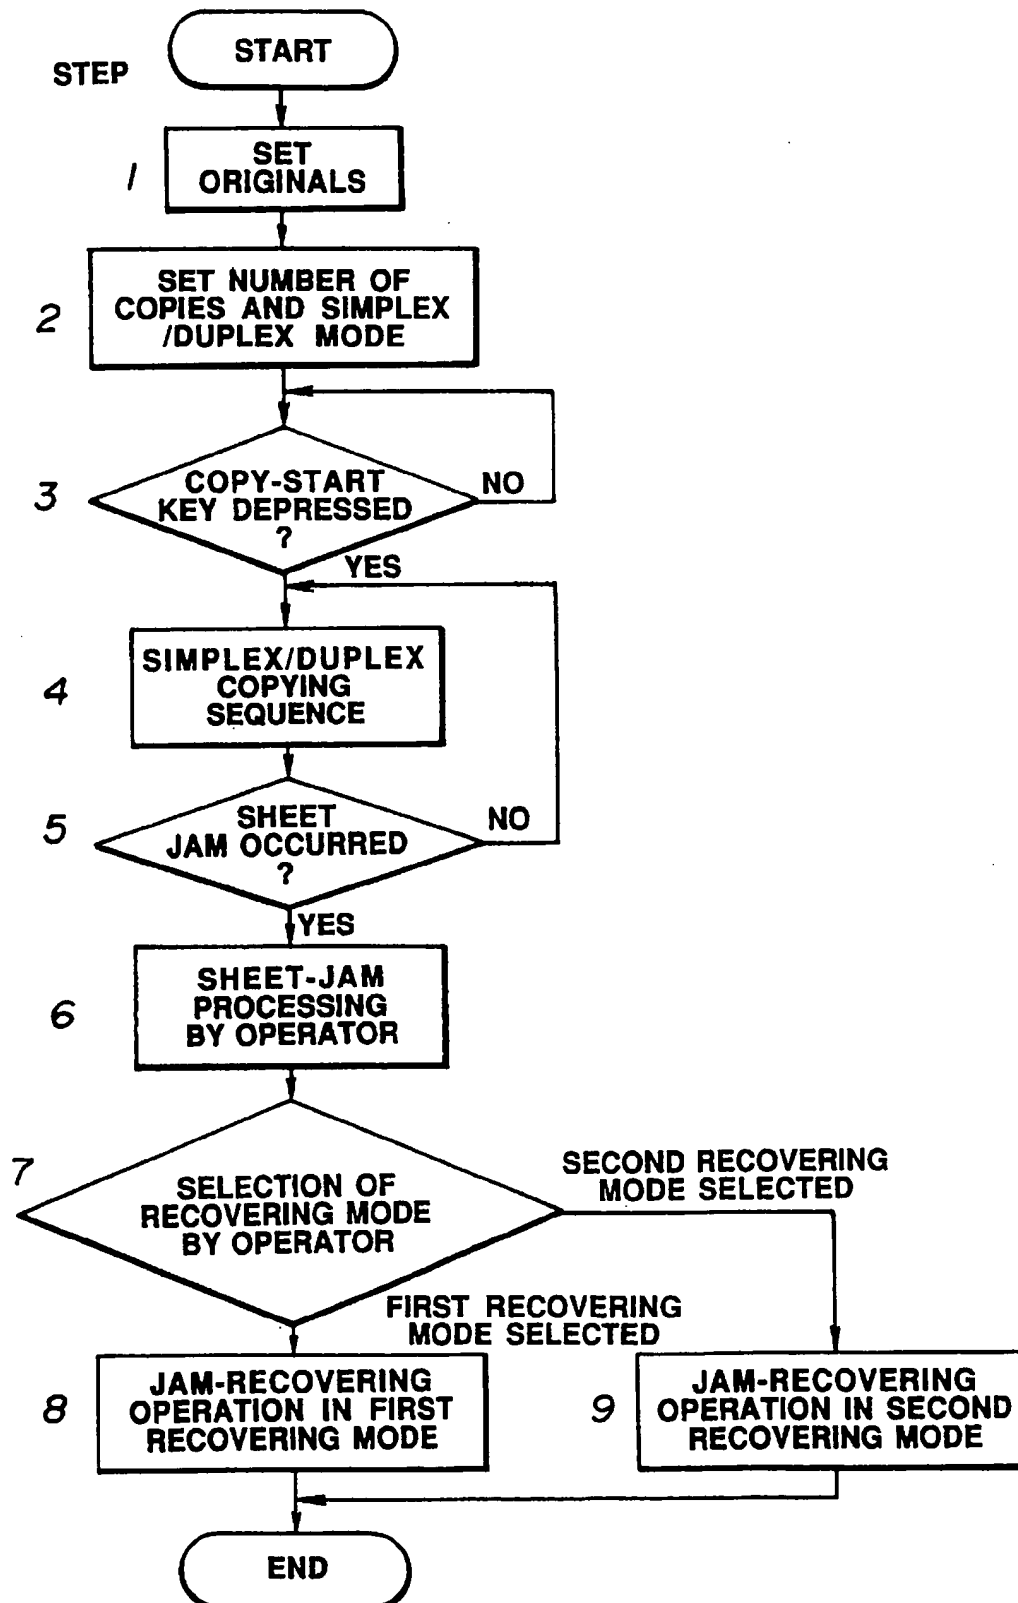 START
STEP
1
SET
ORIGINALS
2
SET NUMBER OF
COPIES AND SIMPLEX
/DUPLEX MODE
3
COPY-START
KEY DEPRESSED
?
NO
YES
4
SIMPLEX/DUPLEX
COPYING
SEQUENCE
5
SHEET
JAM OCCURRED
?
NO
YES
6
SHEET-JAM
PROCESSING
BY OPERATOR
7
SELECTION OF
RECOVERING MODE
BY OPERATOR
SECOND RECOVERING
MODE SELECTED
FIRST RECOVERING
MODE SELECTED
8
JAM-RECOVERING
OPERATION IN FIRST
RECOVERING MODE
9
JAM-RECOVERING
OPERATION IN SECOND
RECOVERING MODE
END